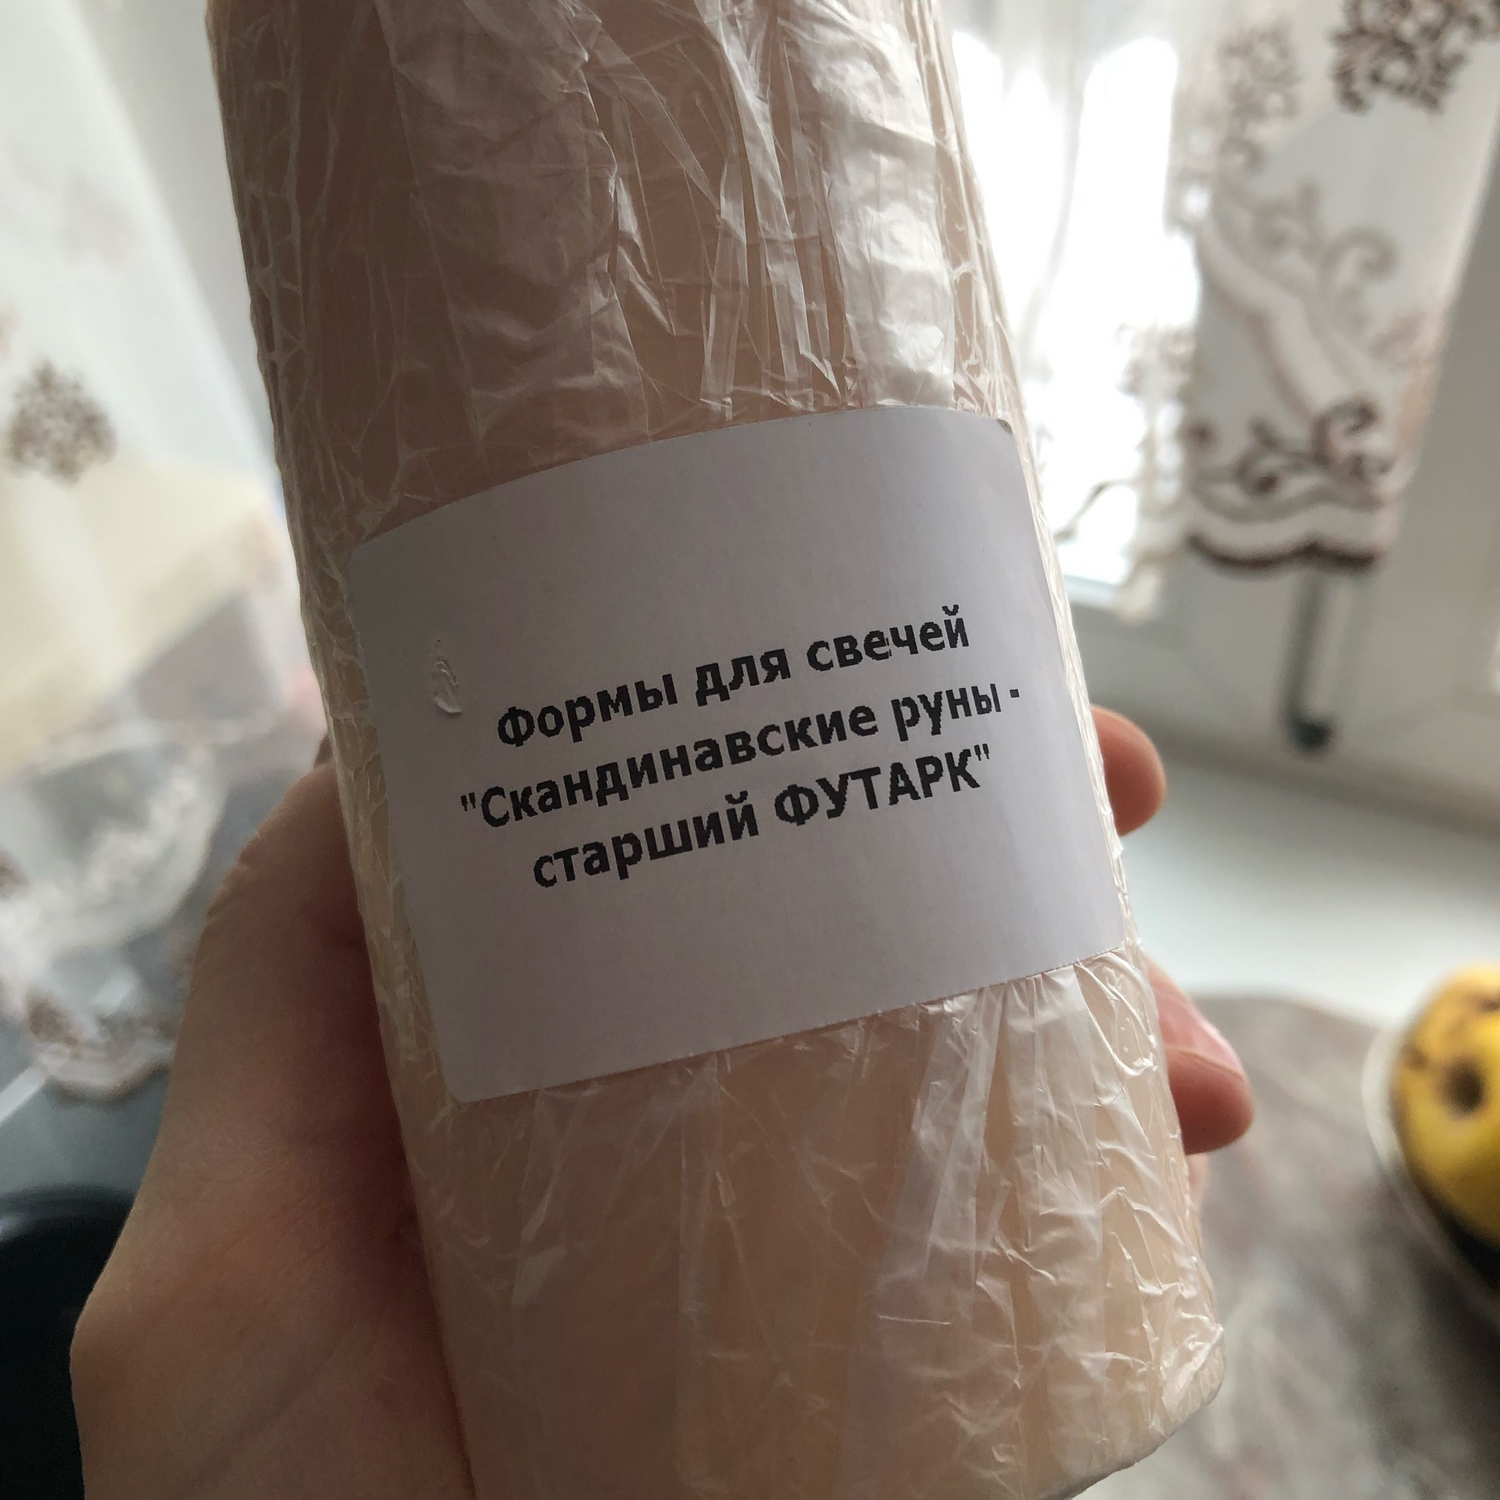 Формы для свечей
"Скандинавские руны -
старший ФУТАРК"